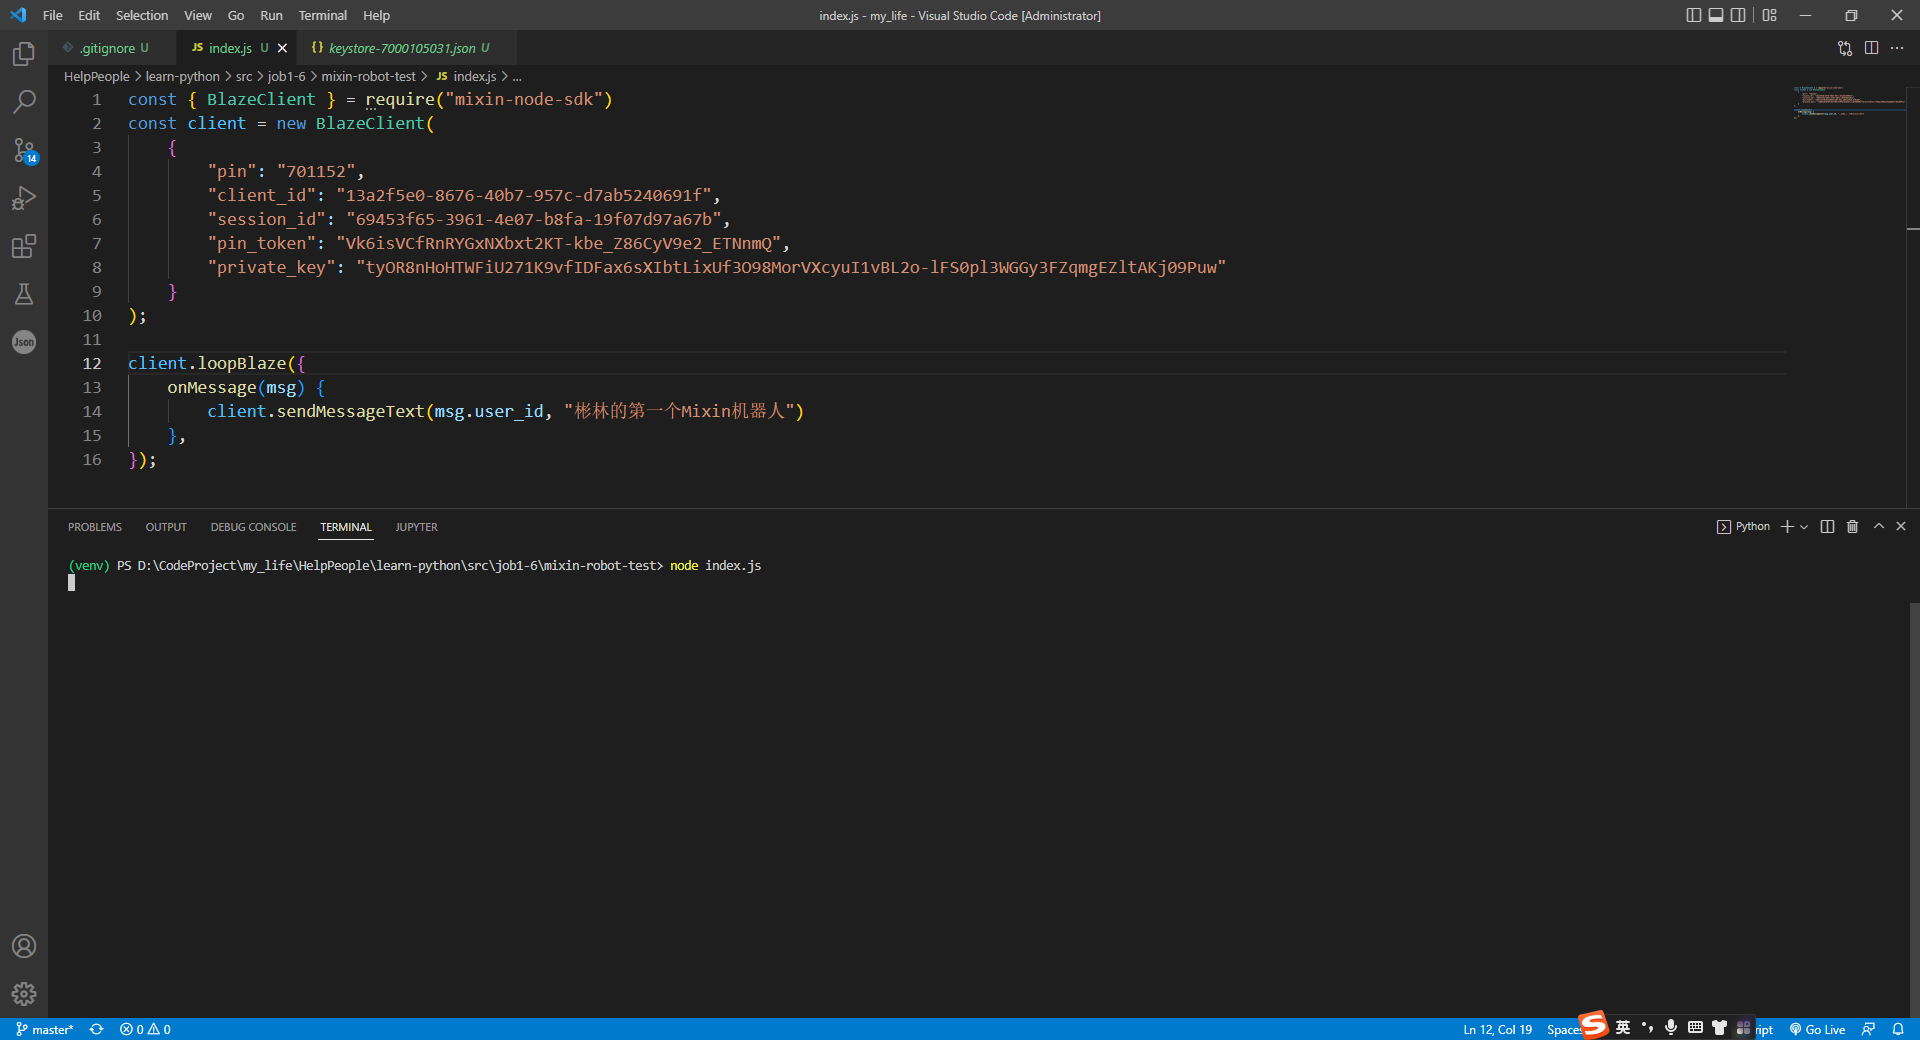 File Edit Selection View Go Run Terminal Help index.js - my_life - Visual Studio Code [Administrator]
.gitignore U JS index.js U {} keystore-7000105031.json U
HelpPeople > learn-python > src > job1-6 > mixin-robot-test > JS index.js > ...
1 const { BlazeClient } = require("mixin-node-sdk")
2 const client = new BlazeClient(
3 {
4 "pin": "701152",
5 "client_id": "13a2f5e0-8676-40b7-957c-d7ab5240691f",
6 "session_id": "69453f65-3961-4e07-b8fa-19f07d97a67b",
7 "pin_token": "Vk6isVCfRnRYGxNXbxt2KT-kbe_Z86CyV9e2_ETNnmQ",
8 "private_key": "tyOR8nHoHTWFiU271K9vfIDFax6sXIbtLixUf3O98MorVXcyuI1vBL2o-lFS0pl3WGGy3FZqmgEZltAKj09Puw"
9 }
10 );
11
12 client.loopBlaze({
13 onMessage(msg) {
14 client.sendMessageText(msg.user_id, "彬林的第一个Mixin机器人")
15 },
16 });
14
Json
PROBLEMS OUTPUT DEBUG CONSOLE TERMINAL JUPYTER Python
(venv) PS D:\CodeProject\my_life\HelpPeople\learn-python\src\job1-6\mixin-robot-test> node index.js
master* 0 0 Ln 12, Col 19 Spaces 英 ript Go Live